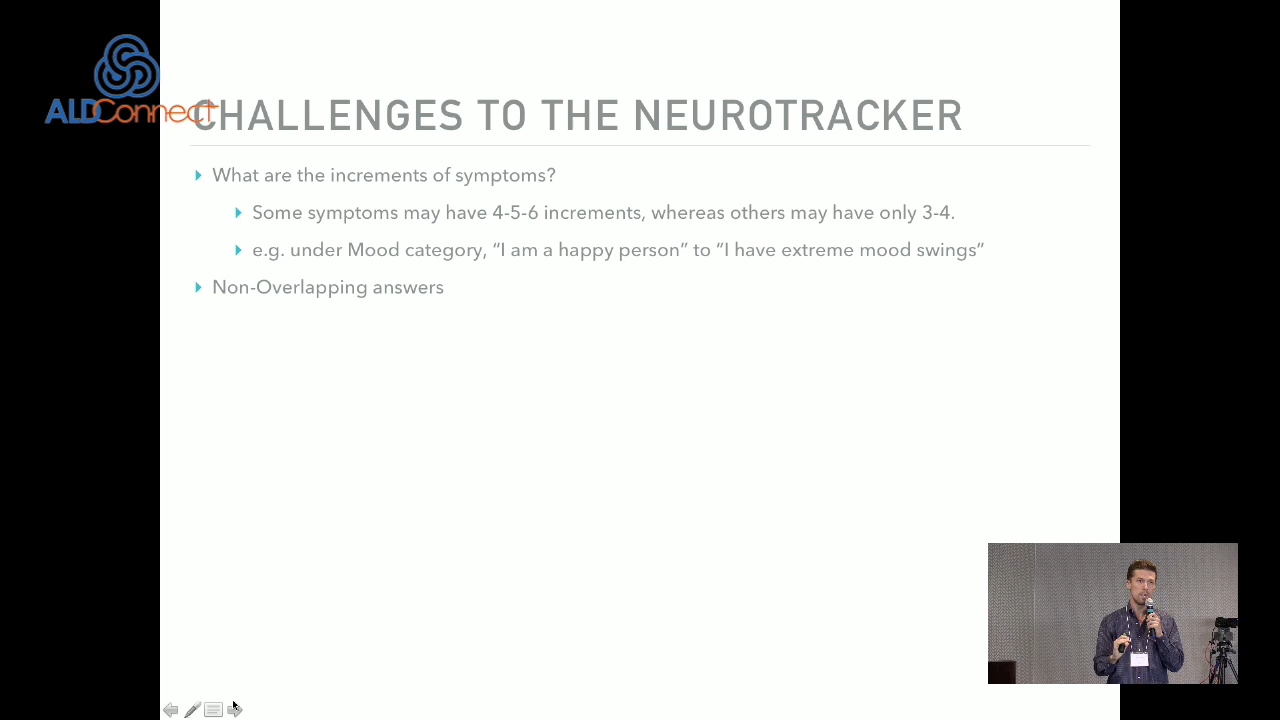 ALDConnect
CHALLENGES TO THE NEUROTRACKER
What are the increments of symptoms?
Some symptoms may have 4-5-6 increments, whereas others may have only 3-4.
e.g. under Mood category, “I am a happy person” to “I have extreme mood swings”
Non-Overlapping answers